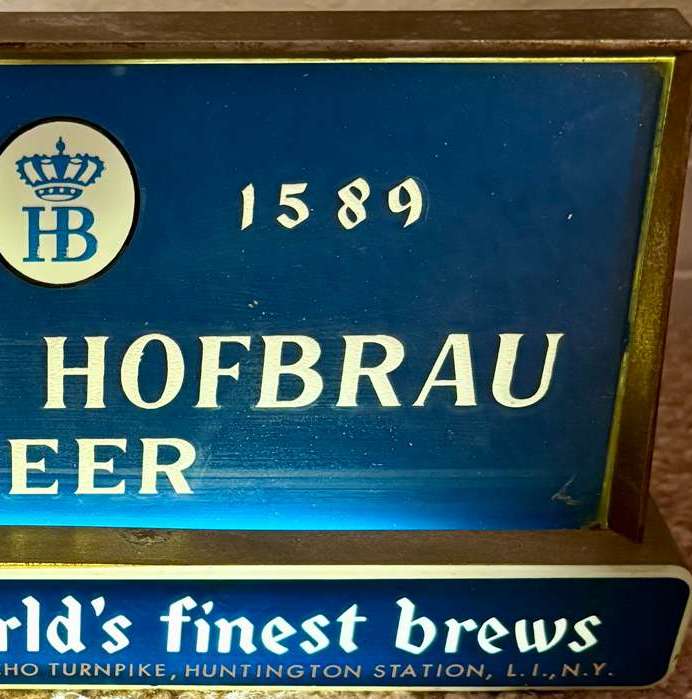 HB
1589
HOFBRAU
EER
rld's finest brews
HO TURNPIKE, HUNTINGTON STATION, L.I., N.Y.